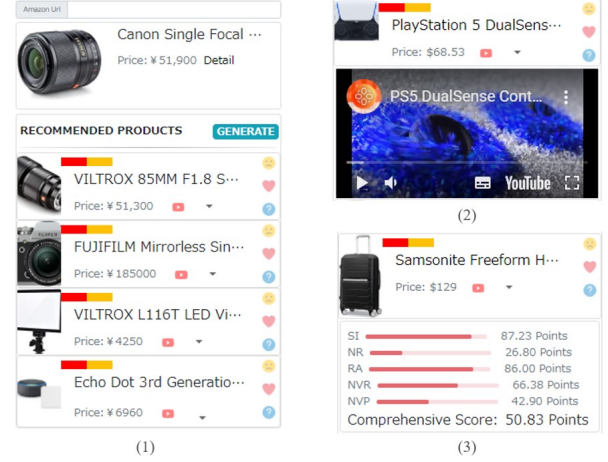 Amazon Url
Canon Single Focal ···
Price: ¥ 51,900 Detail
RECOMMENDED PRODUCTS GENERATE
VILTROX 85MM F1.8 S···
Price: ¥ 51,300
FUJIFILM Mirrorless Sin···
Price: ¥ 185000
VILTROX L116T LED Vi···
Price: ¥ 4250
Echo Dot 3rd Generatio···
Price: ¥ 6960
(1)
PlayStation 5 DualSens···
Price: $68.53
PS5 DualSense Cont...
YouTube
(2)
Samsonite Freeform H···
Price: $129
SI 87.23 Points
NR 26.80 Points
RA 86.00 Points
NVR 66.38 Points
NVP 42.90 Points
Comprehensive Score: 50.83 Points
(3)